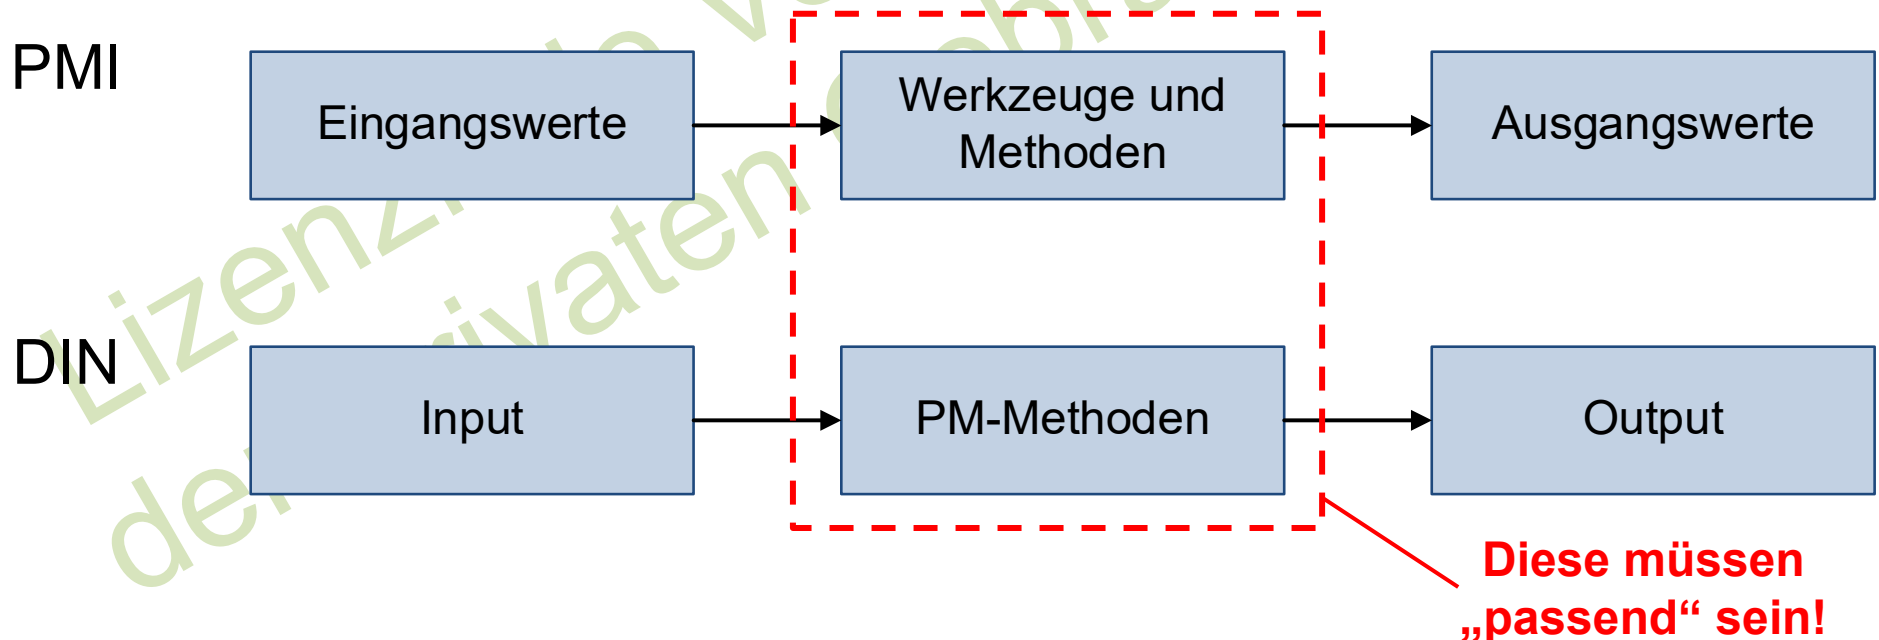 PMI
Eingangswerte
Werkzeuge und
Methoden
Ausgangswerte
DIN
Input
PM-Methoden
Output
Diese müssen
„passend“ sein!